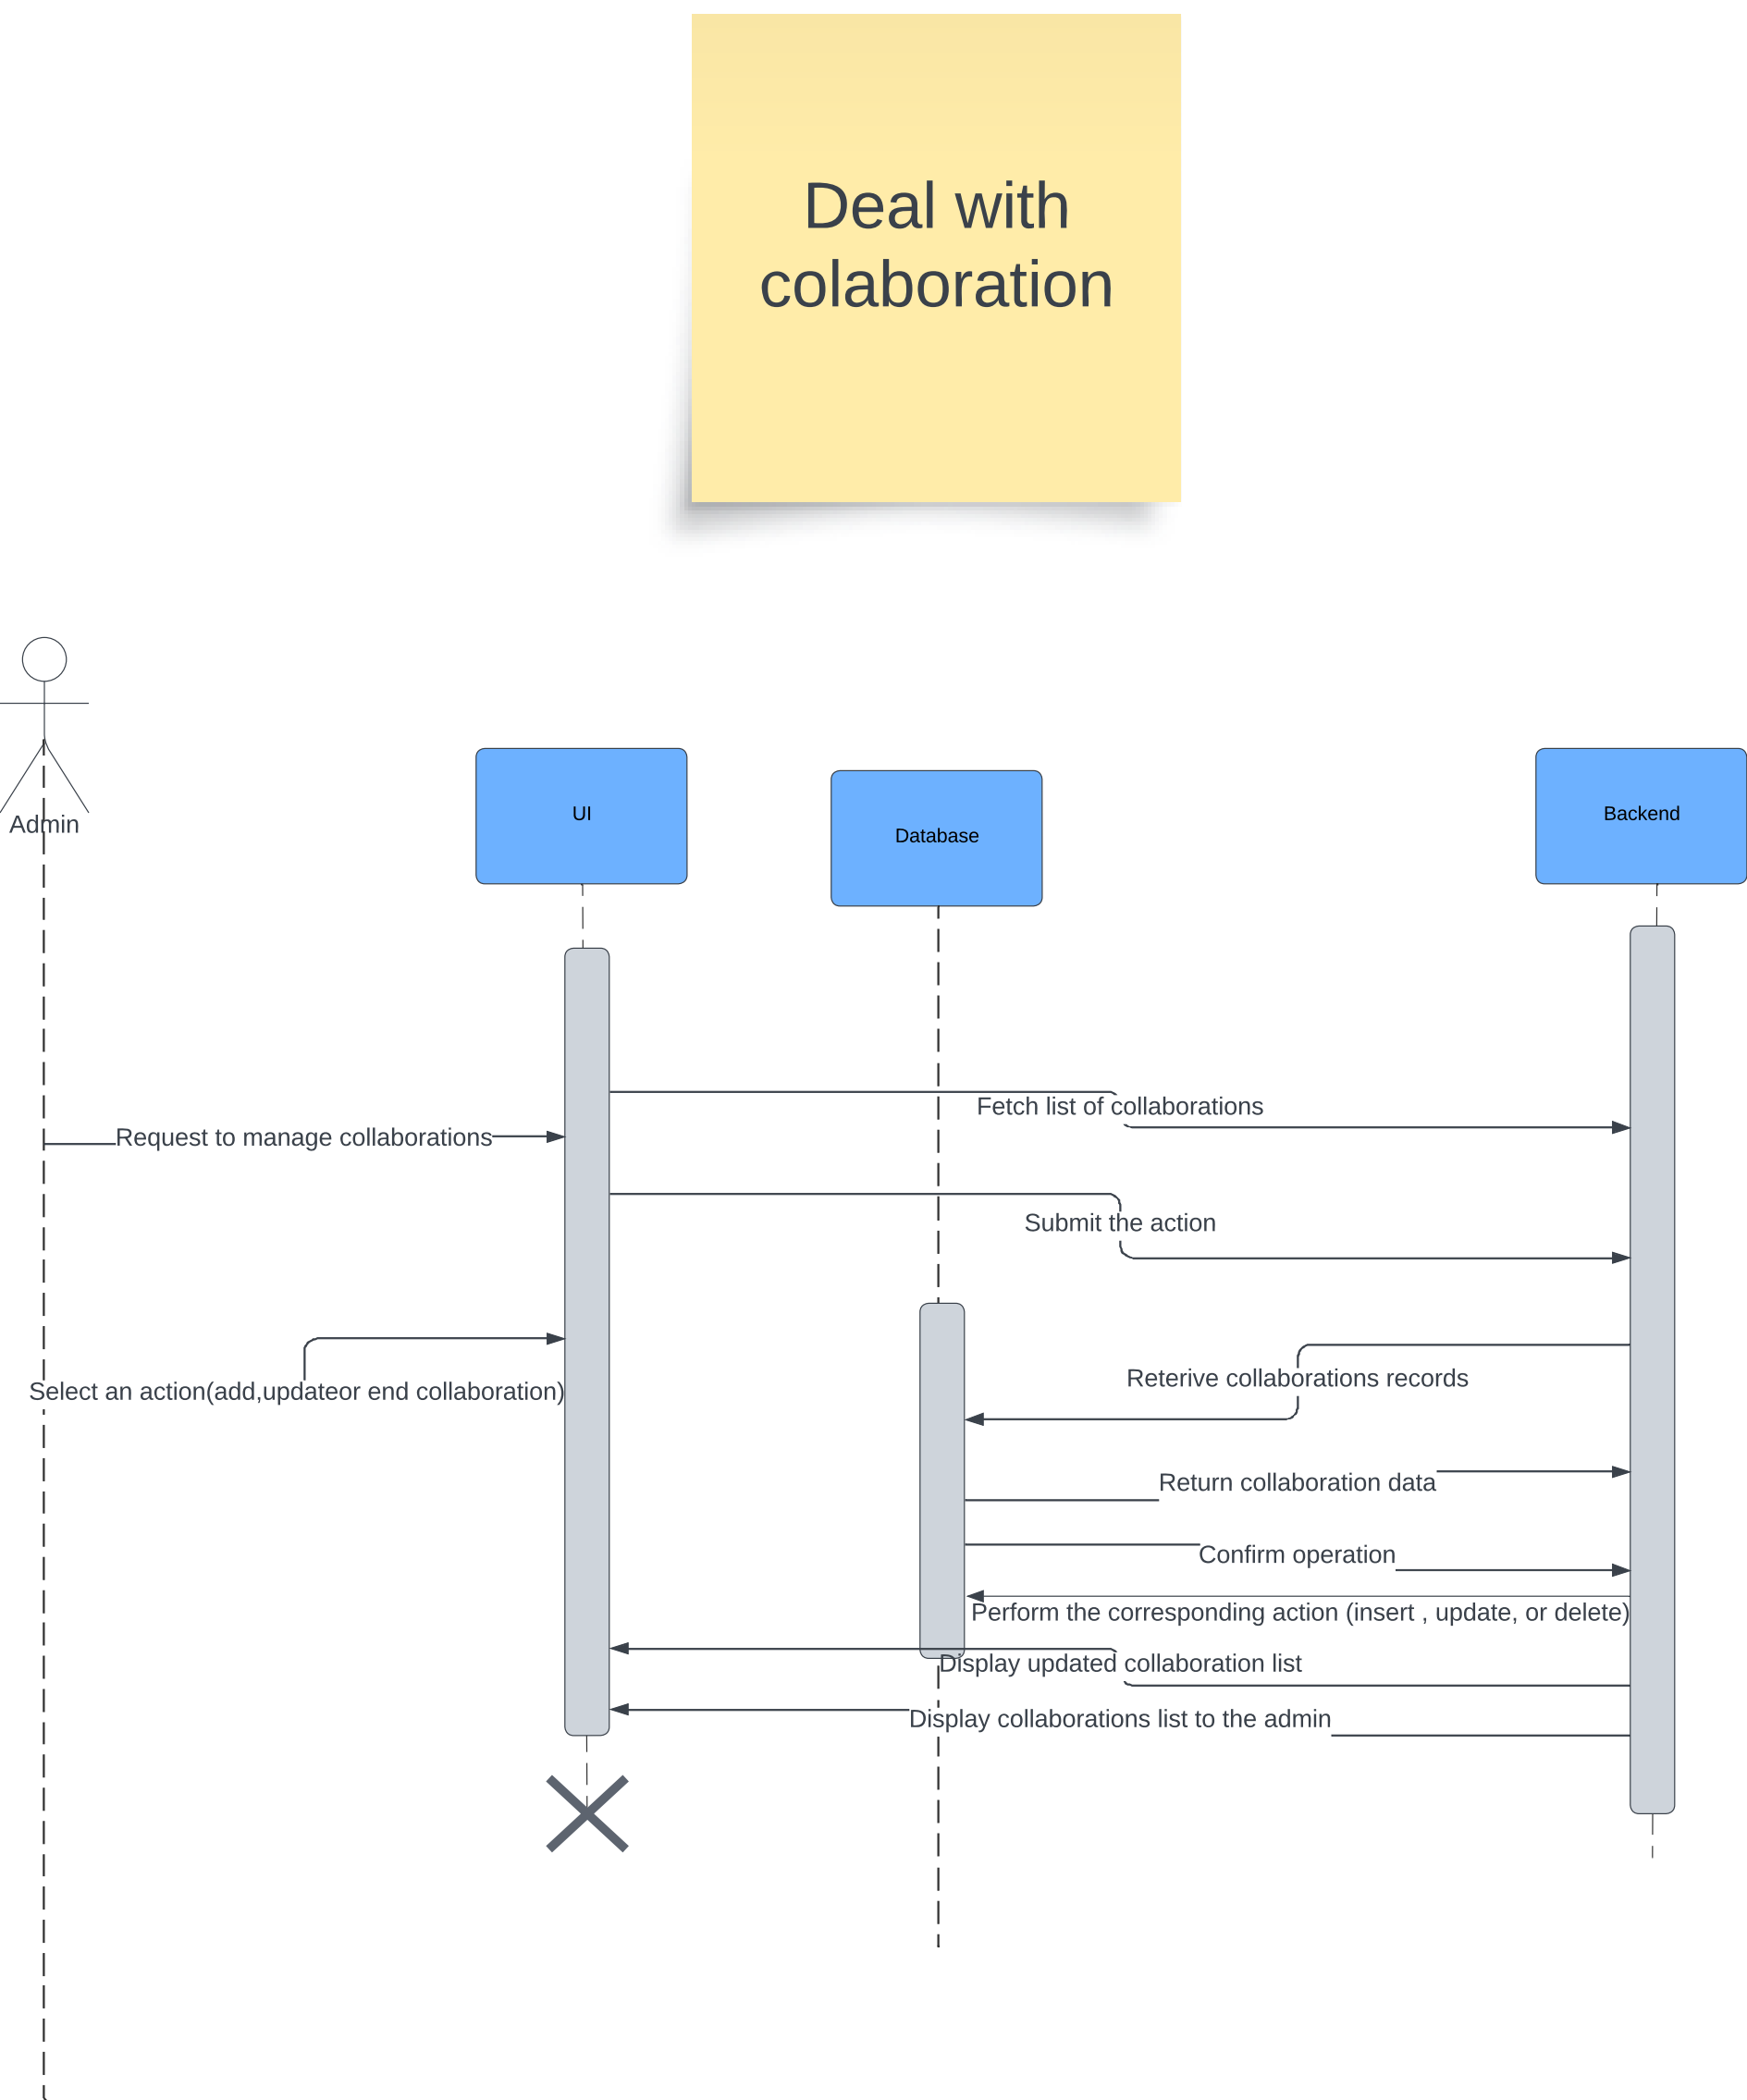 Deal with
colaboration
Admin
UI
Database
Backend
Fetch list of collaborations
Request to manage collaborations
Submit the action
Select an action(add,updateor end collaboration)
Reterive collaborations records
Return collaboration data
Confirm operation
Perform the corresponding action (insert , update, or delete)
Display updated collaboration list
Display collaborations list to the admin